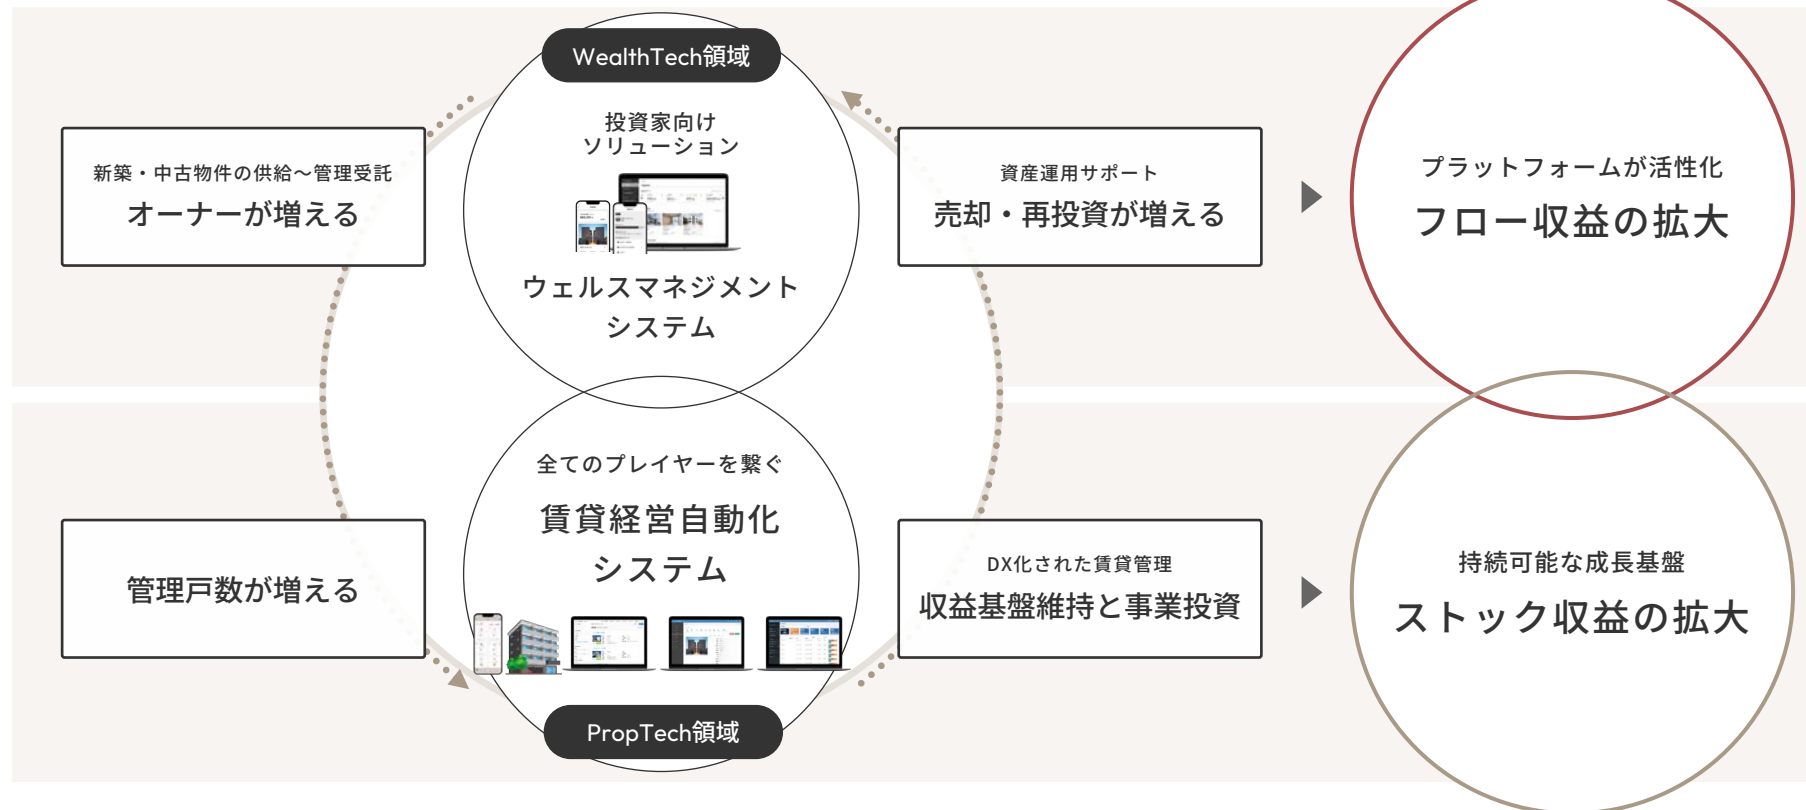 WealthTech領域
投資家向け
ソリューション
ウェルスマネジメント
システム
新築・中古物件の供給～管理受託
オーナーが増える
資産運用サポート
売却・再投資が増える
プラットフォームが活性化
フロー収益の拡大
全てのプレイヤーを繋ぐ
賃貸経営自動化
システム
PropTech領域
管理戸数が増える
DX化された賃貸管理
収益基盤維持と事業投資
持続可能な成長基盤
ストック収益の拡大